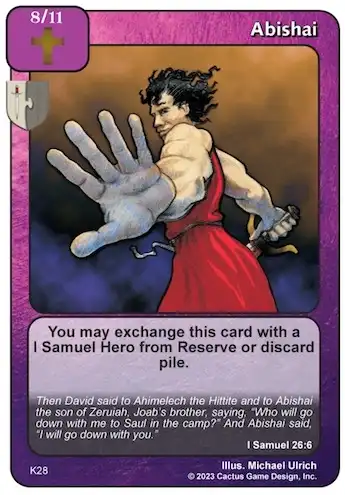 8/11
Abishai
You may exchange this card with a
I Samuel Hero from Reserve or discard
pile.
Then David said to Ahimelech the Hittite and to Abishai
the son of Zeruiah, Joab's brother, saying, “Who will go
down with me to Saul in the camp?” And Abishai said,
“I will go down with you.”
I Samuel 26:6
Illus. Michael Ulrich
K28
© 2023 Cactus Game Design, Inc.